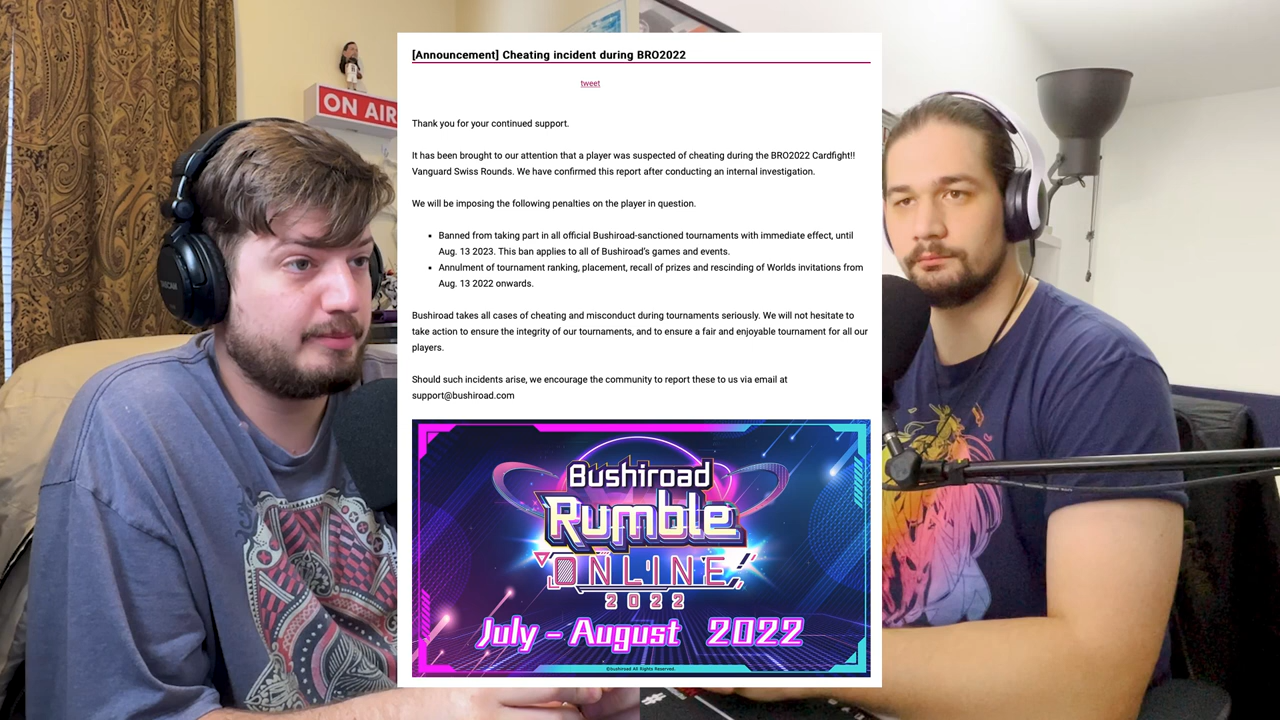 [Announcement] Cheating incident during BRO2022
tweet
ON AIR
Thank you for your continued support.
It has been brought to our attention that a player was suspected of cheating during the BRO2022 Cardfight!!
Vanguard Swiss Rounds. We have confirmed this report after conducting an internal investigation.
We will be imposing the following penalties on the player in question.
• Banned from taking part in all official Bushiroad-sanctioned tournaments with immediate effect, until
Aug. 13 2023. This ban applies to all of Bushiroad's games and events.
• Annulment of tournament ranking, placement, recall of prizes and rescinding of Worlds invitations from
Aug. 13 2022 onwards.
Bushiroad takes all cases of cheating and misconduct during tournaments seriously. We will not hesitate to
take action to ensure the integrity of our tournaments, and to ensure a fair and enjoyable tournament for all our
players.
Should such incidents arise, we encourage the community to report these to us via email at
support@bushiroad.com
Bushiroad
Rumble
ONLINE!!
2022
July - August 2022
©bushiroad All Rights Reserved.